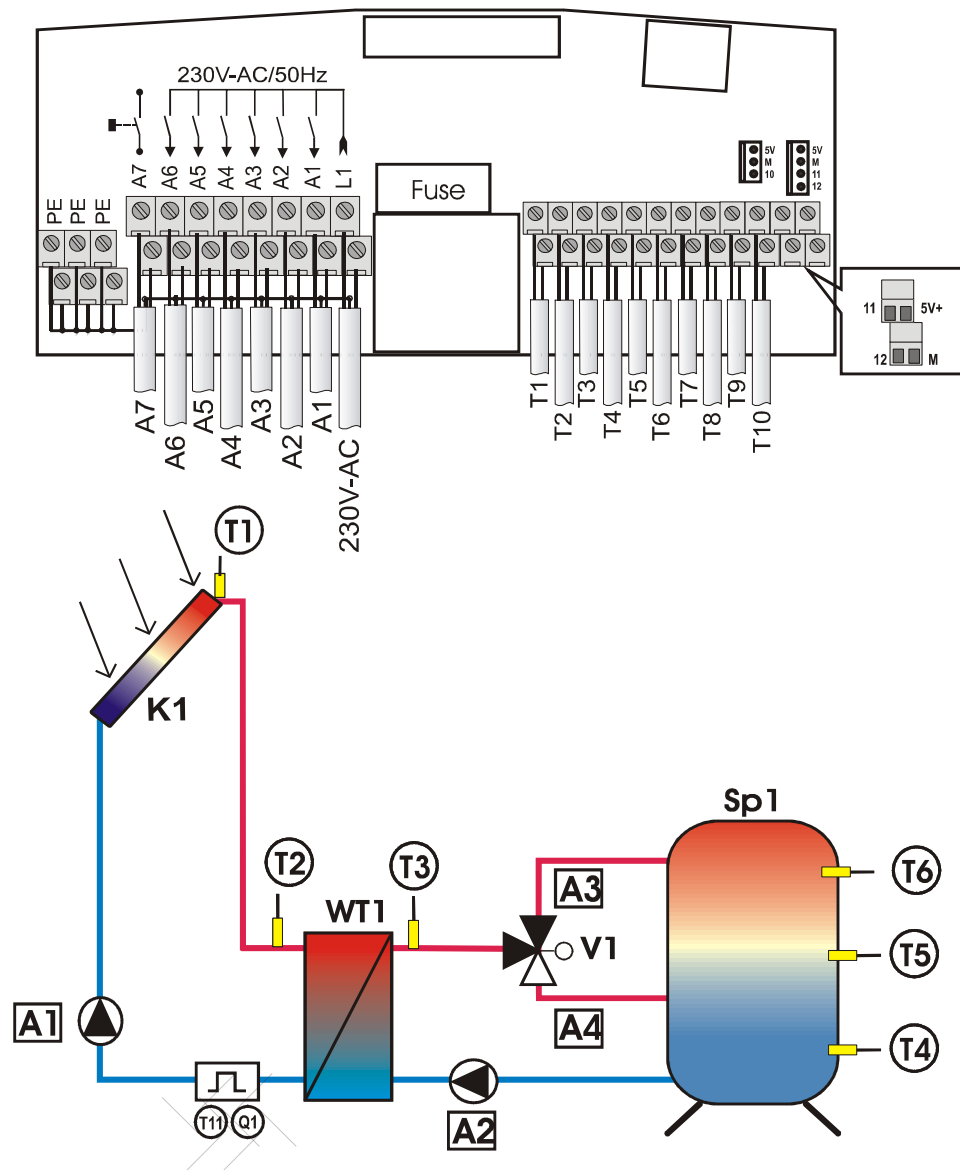 230V-AC/50Hz
A7 A6 A5 A4 A3 A2 A1 L1
PE PE PE
Fuse
5V
M
10
5V
M
11
12
11 5V+
12 M
A7 A6 A5 A4 A3 A2 A1 230V-AC
T1 T2 T3 T4 T5 T6 T7 T8 T9 T10
T1
K1
Sp1
T2
T3
WT1
A3
V1
T6
T5
A1
A4
T4
T11 Q1
A2